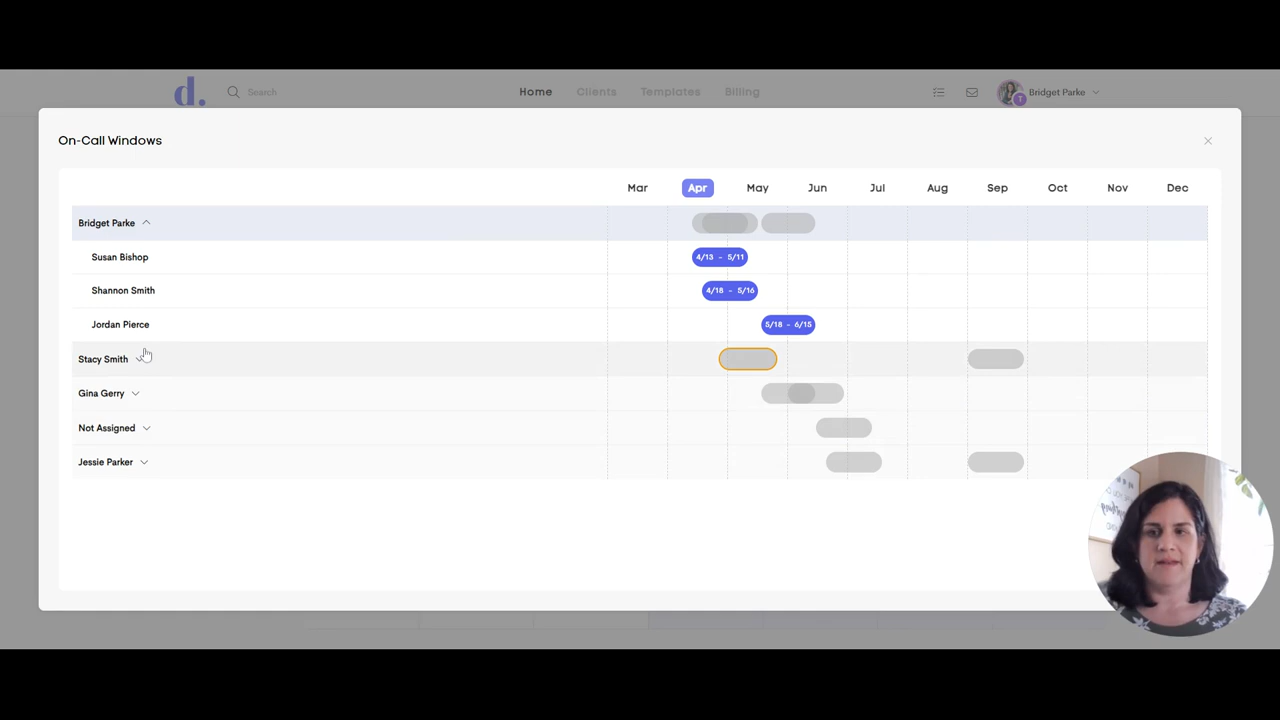 d. Search Home Clients Templates Billing T Bridget Parke
On-Call Windows
Mar Apr May Jun Jul Aug Sep Oct Nov Dec
Bridget Parke
Susan Bishop 4/13 - 5/11
Shannon Smith 4/18 - 5/16
Jordan Pierce 5/18 - 6/15
Stacy Smith
Gina Gerry
Not Assigned
Jessie Parker